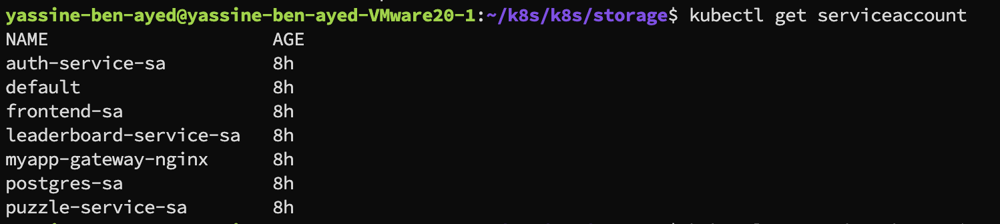 yassine-ben-ayed@yassine-ben-ayed-VMware20-1:~/k8s/k8s/storage$ kubectl get serviceaccount
NAME                     AGE
auth-service-sa          8h
default                  8h
frontend-sa              8h
leaderboard-service-sa   8h
myapp-gateway-nginx      8h
postgres-sa              8h
puzzle-service-sa        8h